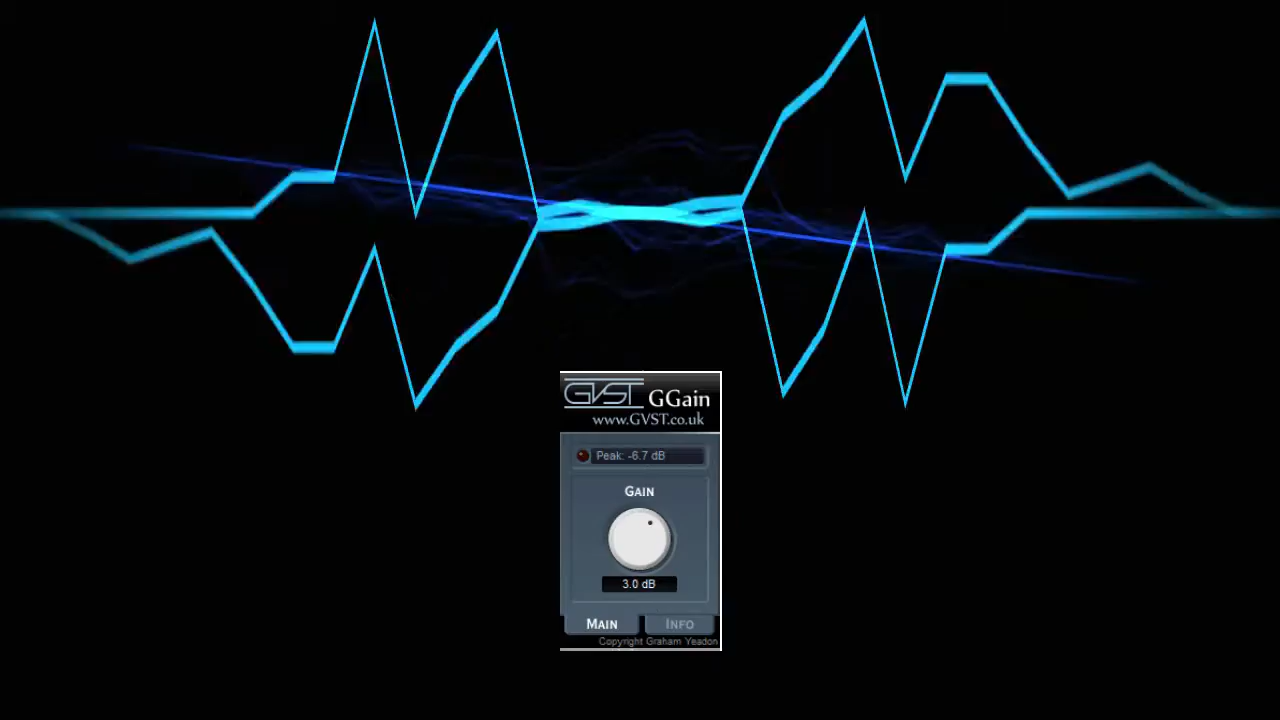 GVST GGain
www.GVST.co.uk
Peak: -6.7 dB
GAIN
3.0 dB
MAIN INFO
Copyright Graham Yeadon